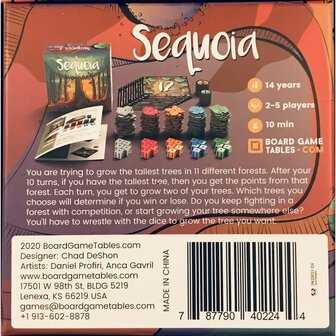 Sequoia
Sequoia
12
14 years
2-5 players
10 min
BOARD GAME
TABLES.COM
You are trying to grow the tallest trees in 11 different forests. After your
10 turns, if you have the tallest tree, then you get the points from that
forest. Each turn, you get to grow two of your trees. Which trees you
choose will determine if you win or lose. Do you keep fighting in a
forest with competition, or start growing trees somewhere else?
You'll have to wrestle with the dice to grow the tree you want!
2020 BoardGameTables.com
Designer: Chad DeShon
Artists: Daniel Profiri, Anca Gavril
www.boardgametables.com
17501 W 98th St, BLDG 5219
Lenexa, KS 66219 USA
games@boardgametables.com
+1 913-602-8878
MADE IN CHINA
7 87790 40224 4